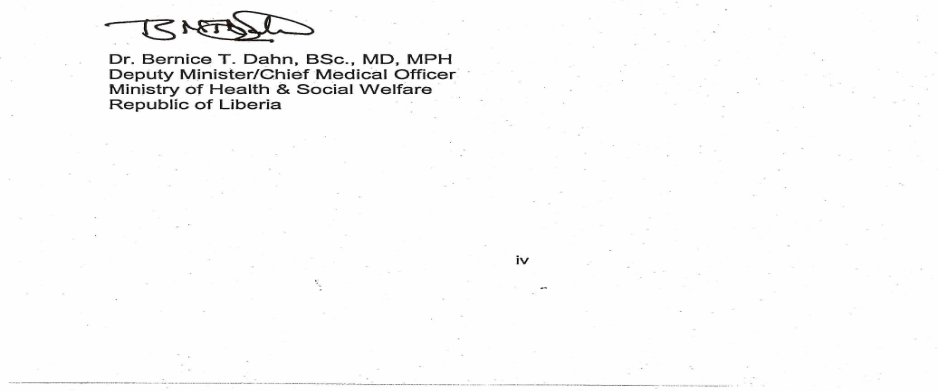 Dr. Bernice T. Dahn, BSc., MD, MPH
Deputy Minister/Chief Medical Officer
Ministry of Health & Social Welfare
Republic of Liberia
iv